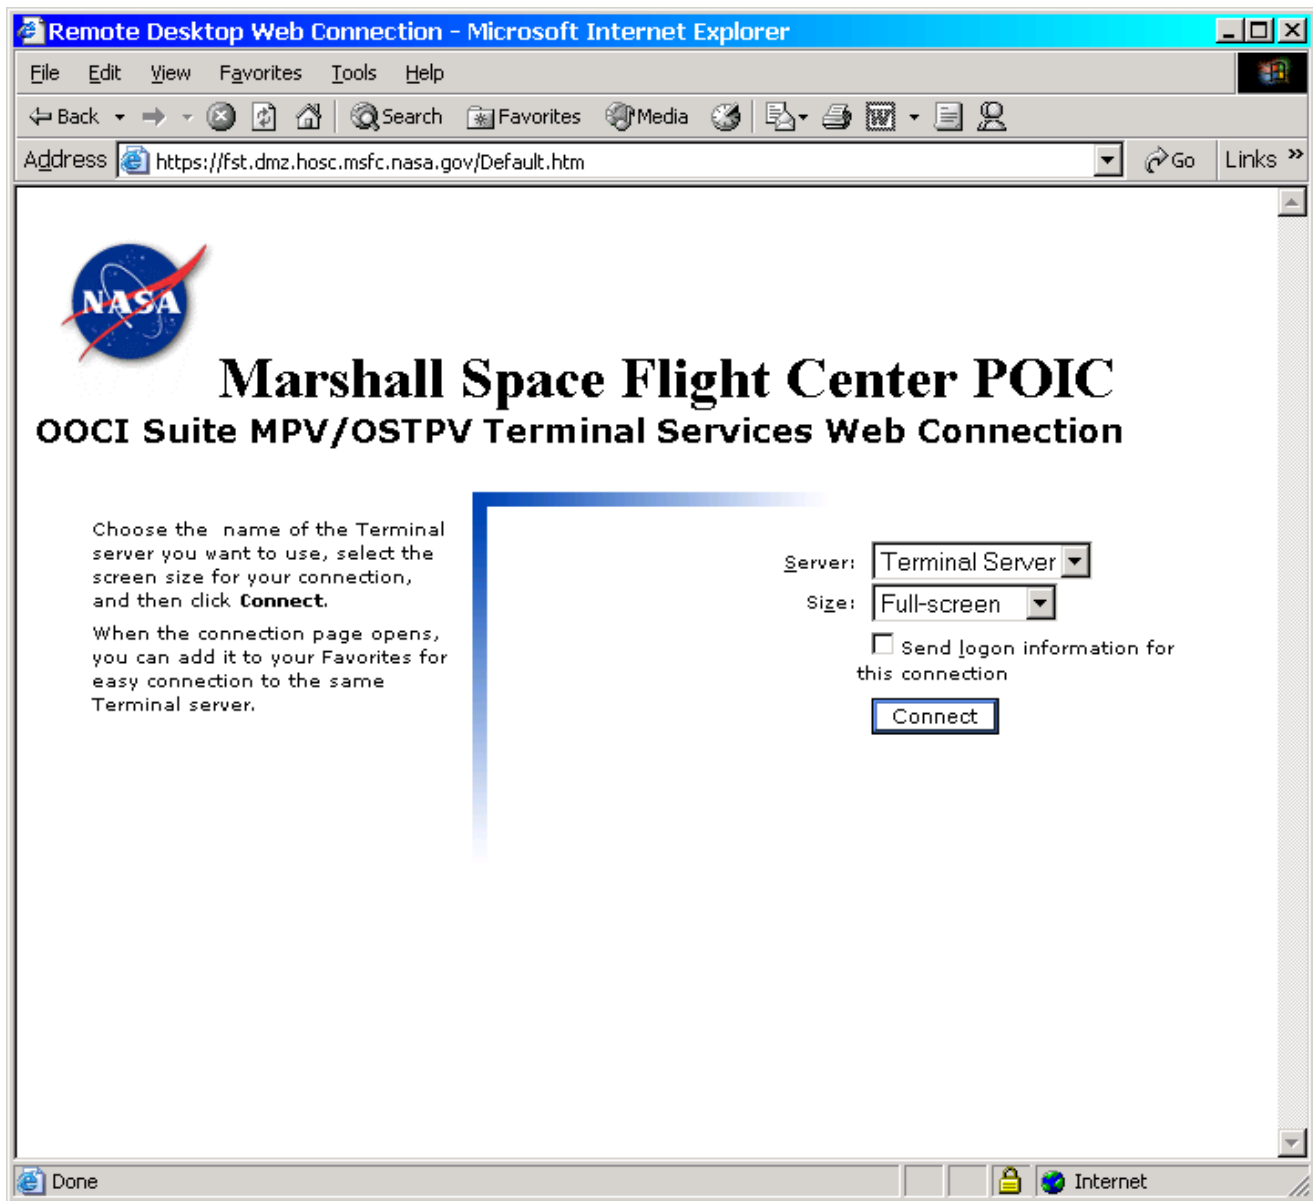 Remote Desktop Web Connection - Microsoft Internet Explorer
File Edit View Favorites Tools Help
Back Search Favorites Media
Address https://fst.dmz.hosc.msfc.nasa.gov/Default.htm Go Links »
NASA
Marshall Space Flight Center POIC
OOCI Suite MPV/OSTPV Terminal Services Web Connection
Choose the name of the Terminal
server you want to use, select the
screen size for your connection,
and then click Connect.
When the connection page opens,
you can add it to your Favorites for
easy connection to the same
Terminal server.
Server: Terminal Server
Size: Full-screen
Send logon information for
this connection
Connect
Done Internet